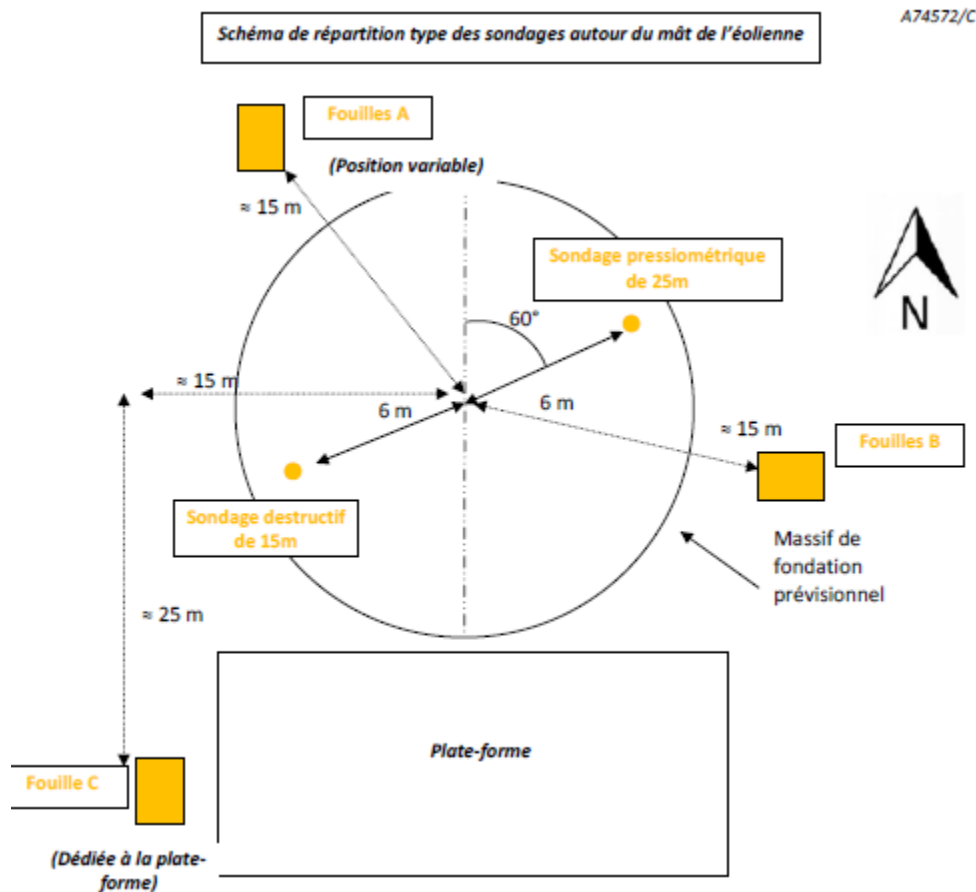 A74572/C
Schéma de répartition type des sondages autour du mât de l'éolienne
Fouilles A
(Position variable)
≈ 15 m
Sondage pressiométrique
de 25m
60°
N
≈ 15 m
6 m
6 m
≈ 15 m
Fouilles B
Sondage destructif
de 15m
Massif de
fondation
prévisionnel
≈ 25 m
Plate-forme
Fouille C
(Dédiée à la plate-
forme)